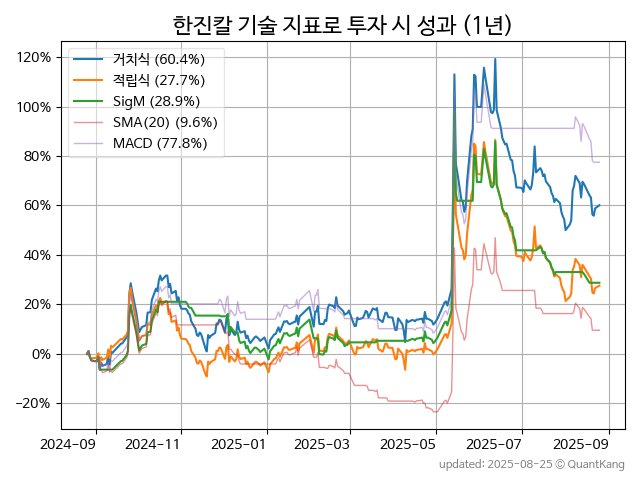 한진칼 기술 지표로 투자 시 성과 (1년)
거치식 (60.4%)
적립식 (27.7%)
SigM (28.9%)
SMA(20) (9.6%)
MACD (77.8%)
120%
100%
80%
60%
40%
20%
0%
−20%
2024-09 2024-11 2025-01 2025-03 2025-05 2025-07 2025-09
updated: 2025-08-25 ⓒ QuantKang